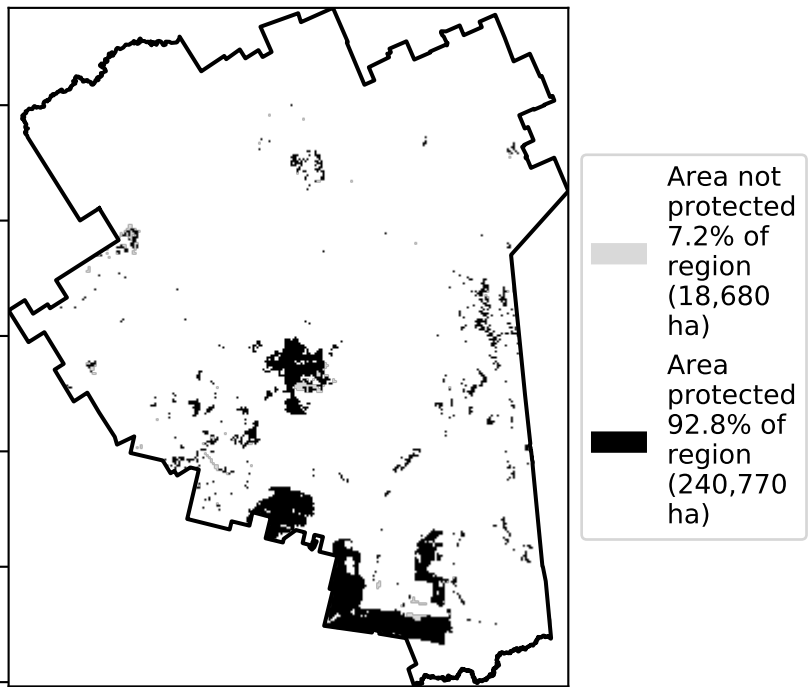 Area not
protected
7.2% of
region
(18,680
ha)
Area
protected
92.8% of
region
(240,770
ha)